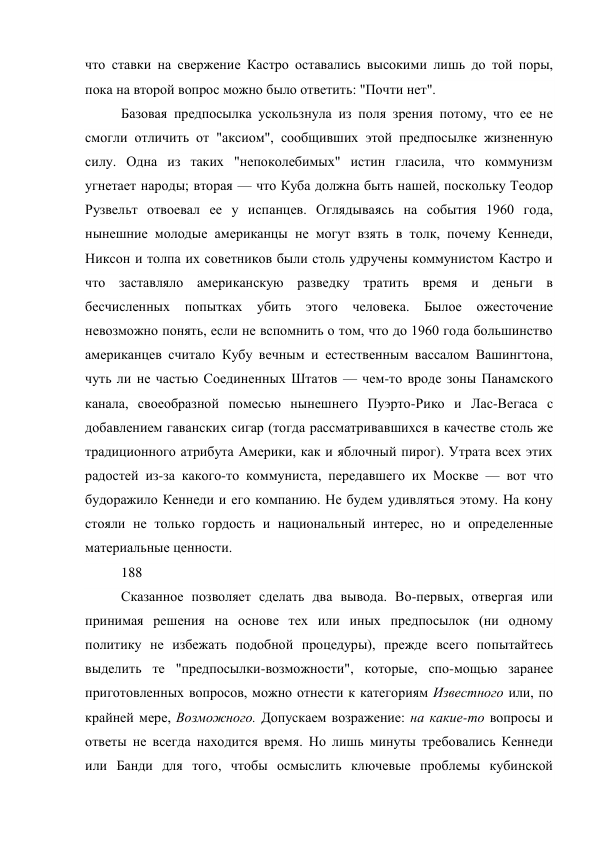 что ставки на свержение Кастро оставались высокими лишь до той поры,
пока на второй вопрос можно было ответить: "Почти нет".
Базовая предпосылка ускользнула из поля зрения потому, что ее не
смогли отличить от "аксиом", сообщивших этой предпосылке жизненную
силу. Одна из таких "непоколебимых" истин гласила, что коммунизм
угнетает народы; вторая — что Куба должна быть нашей, поскольку Теодор
Рузвельт отвоевал ее у испанцев. Оглядываясь на события 1960 года,
нынешние молодые американцы не могут взять в толк, почему Кеннеди,
Никсон и толпа их советников были столь удручены коммунистом Кастро и
что заставляло американскую разведку тратить время и деньги в
бесчисленных попытках убить этого человека. Былое ожесточение
невозможно понять, если не вспомнить о том, что до 1960 года большинство
американцев считало Кубу вечным и естественным вассалом Вашингтона,
чуть ли не частью Соединенных Штатов — чем-то вроде зоны Панамского
канала, своеобразной помесью нынешнего Пуэрто-Рико и Лас-Вегаса с
добавлением гаванских сигар (тогда рассматривавшихся в качестве столь же
традиционного атрибута Америки, как и яблочный пирог). Утрата всех этих
радостей из-за какого-то коммуниста, передавшего их Москве — вот что
будоражило Кеннеди и его компанию. Не будем удивляться этому. На кону
стояли не только гордость и национальный интерес, но и определенные
материальные ценности.
188
Сказанное позволяет сделать два вывода. Во-первых, отвергая или
принимая решения на основе тех или иных предпосылок (ни одному
политику не избежать подобной процедуры), прежде всего попытайтесь
выделить те "предпосылки-возможности", которые, спо-мощью заранее
приготовленных вопросов, можно отнести к категориям Известного или, по
крайней мере, Возможного. Допускаем возражение: на какие-то вопросы и
ответы не всегда находится время. Но лишь минуты требовались Кеннеди
или Банди для того, чтобы осмыслить ключевые проблемы кубинской